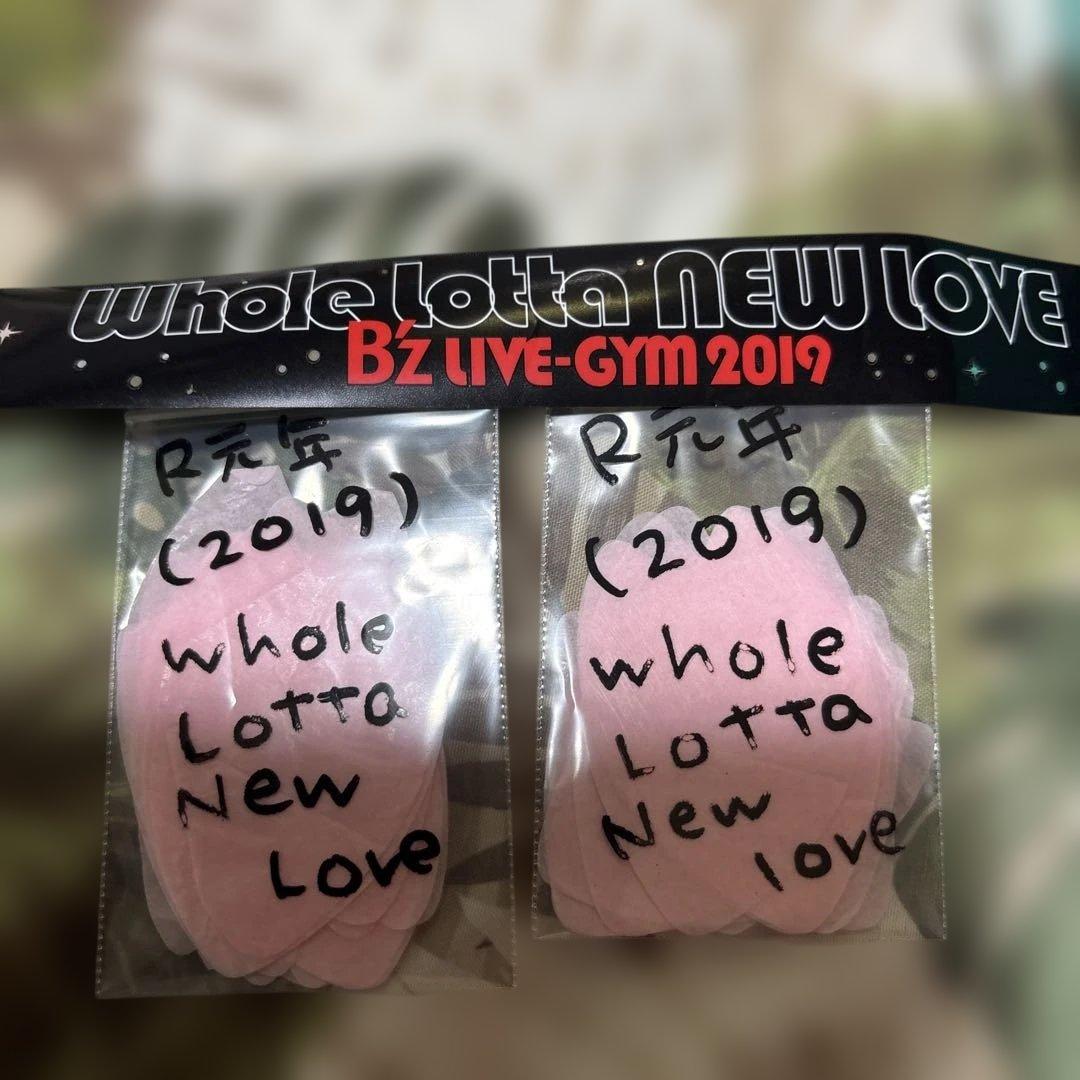 Whole Lotta NEW LOVE
B'z LIVE-GYM 2019
R元年
(2019)
Whole
Lotta
New
Love
R元年
(2019)
whole
Lotta
New
love